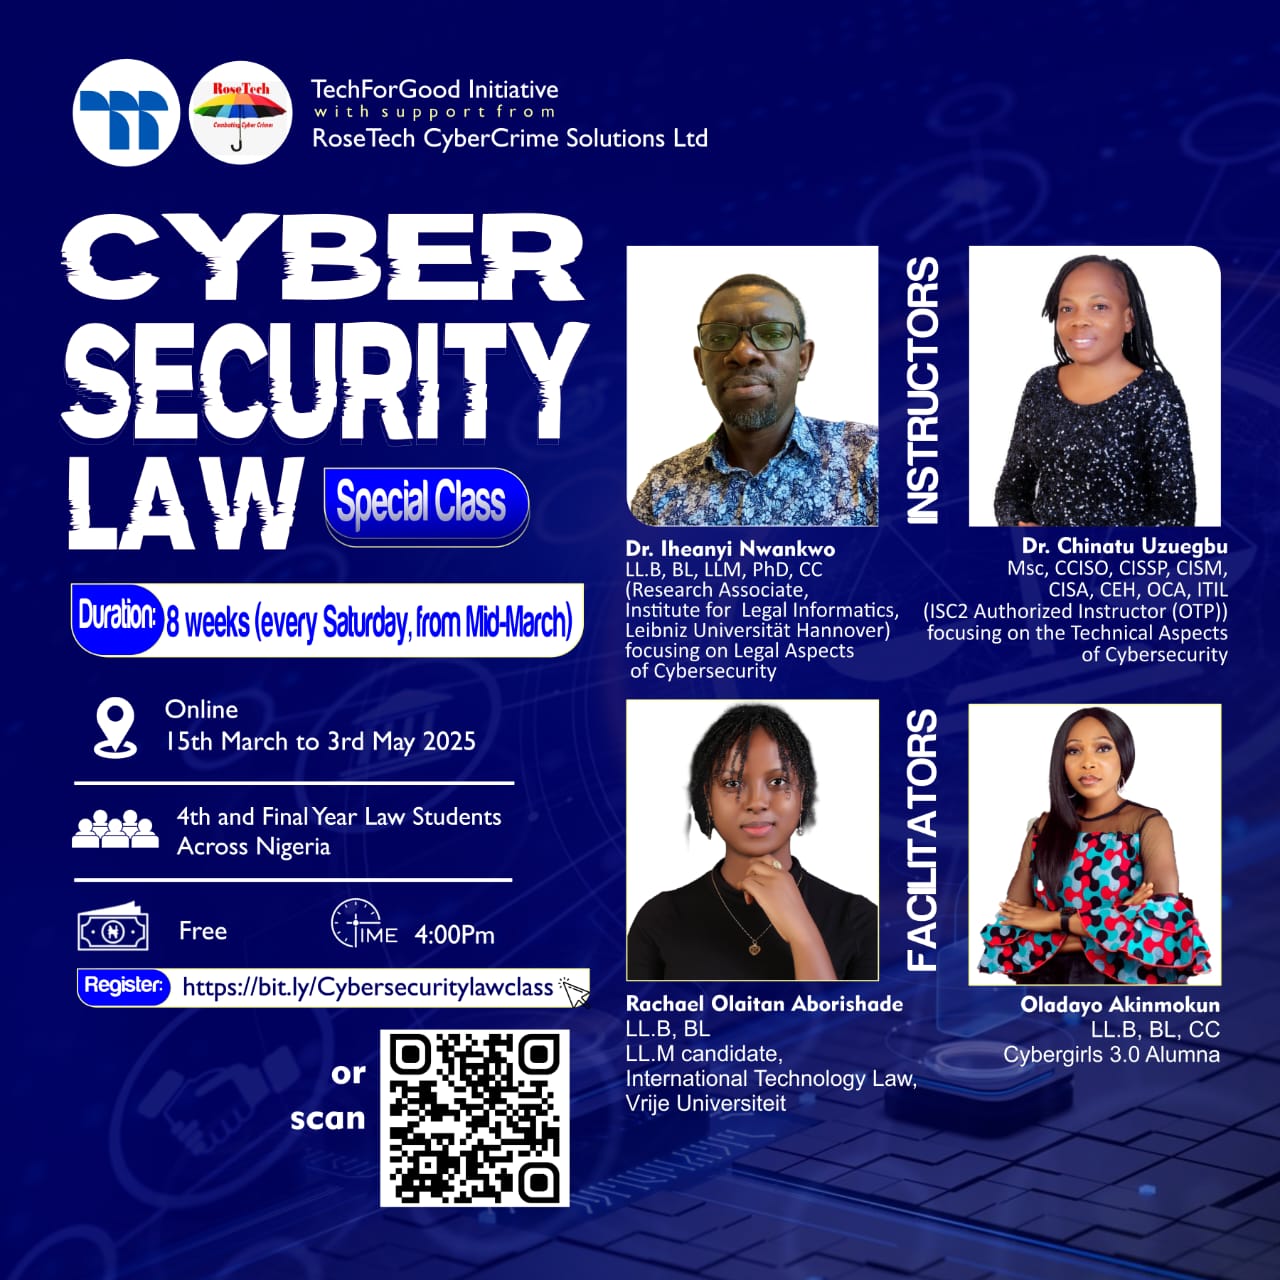 RoseTech
Combating Cyber Crime
TechForGood Initiative
with support from
RoseTech CyberCrime Solutions Ltd
CYBER
SECURITY
LAW
Special Class
Duration: 8 weeks (every Saturday, from Mid-March)
Online
15th March to 3rd May 2025
4th and Final Year Law Students
Across Nigeria
Free
TIME 4:00Pm
Register: https://bit.ly/Cybersecuritylawclass
or
scan
INSTRUCTORS
Dr. Iheanyi Nwankwo
LL.B, BL, LLM, PhD, CC
(Research Associate,
Institute for Legal Informatics,
Leibniz Universität Hannover)
focusing on Legal Aspects
of Cybersecurity
Dr. Chinatu Uzuegbu
Msc, CCISO, CISSP, CISM,
CISA, CEH, OCA, ITIL
(ISC2 Authorized Instructor (OTP))
focusing on the Technical Aspects
of Cybersecurity
FACILITATORS
Rachael Olaitan Aborishade
LL.B, BL
LL.M candidate,
International Technology Law,
Vrije Universiteit
Oladayo Akinmokun
LL.B, BL, CC
Cybergirls 3.0 Alumna